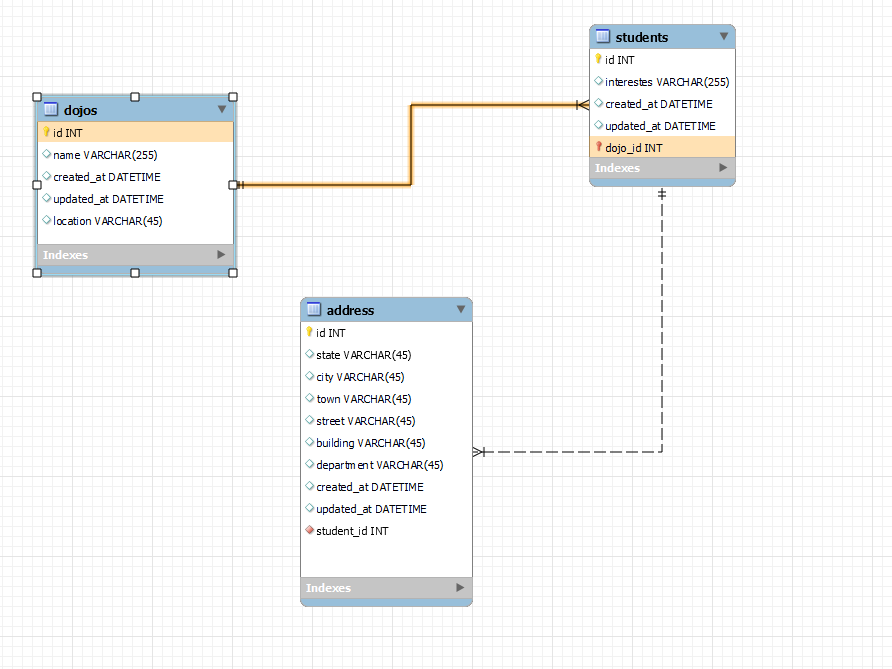 dojos
id INT
name VARCHAR(255)
created_at DATETIME
updated_at DATETIME
location VARCHAR(45)
Indexes
students
id INT
interestes VARCHAR(255)
created_at DATETIME
updated_at DATETIME
dojo_id INT
Indexes
address
id INT
state VARCHAR(45)
city VARCHAR(45)
town VARCHAR(45)
street VARCHAR(45)
building VARCHAR(45)
department VARCHAR(45)
created_at DATETIME
updated_at DATETIME
student_id INT
Indexes